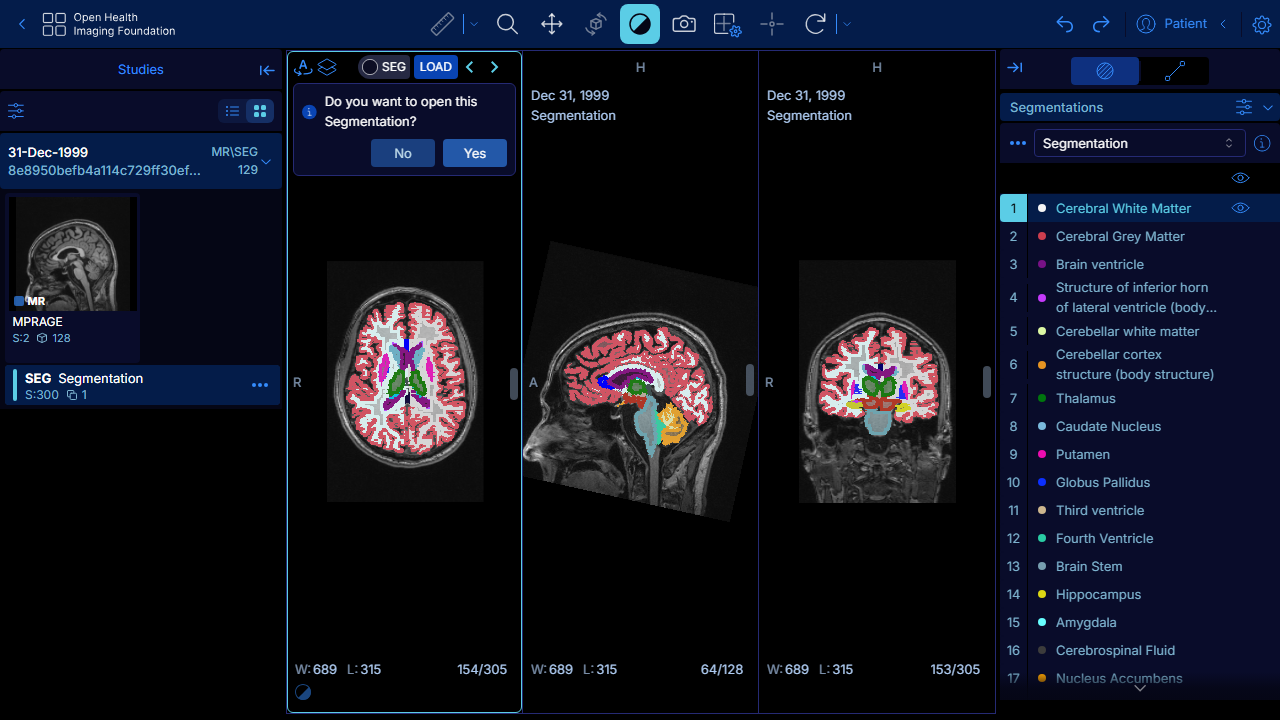 Open Health
Imaging Foundation
Patient
Studies
31-Dec-1999
MR\SEG
8e8950befb4a114c729ff30ef...
129
MR
MPRAGE
S:2 128
SEG Segmentation
S:300 1
SEG LOAD
Do you want to open this
Segmentation?
No Yes
R
W:689 L:315 154/305
H
Dec 31, 1999
Segmentation
A
W:689 L:315 64/128
H
Dec 31, 1999
Segmentation
R
W:689 L:315 153/305
Segmentations
Segmentation
1 Cerebral White Matter
2 Cerebral Grey Matter
3 Brain ventricle
4 Structure of inferior horn
of lateral ventricle (body...
5 Cerebellar white matter
6 Cerebellar cortex
structure (body structure)
7 Thalamus
8 Caudate Nucleus
9 Putamen
10 Globus Pallidus
11 Third ventricle
12 Fourth Ventricle
13 Brain Stem
14 Hippocampus
15 Amygdala
16 Cerebrospinal Fluid
17 Nucleus Accumbens